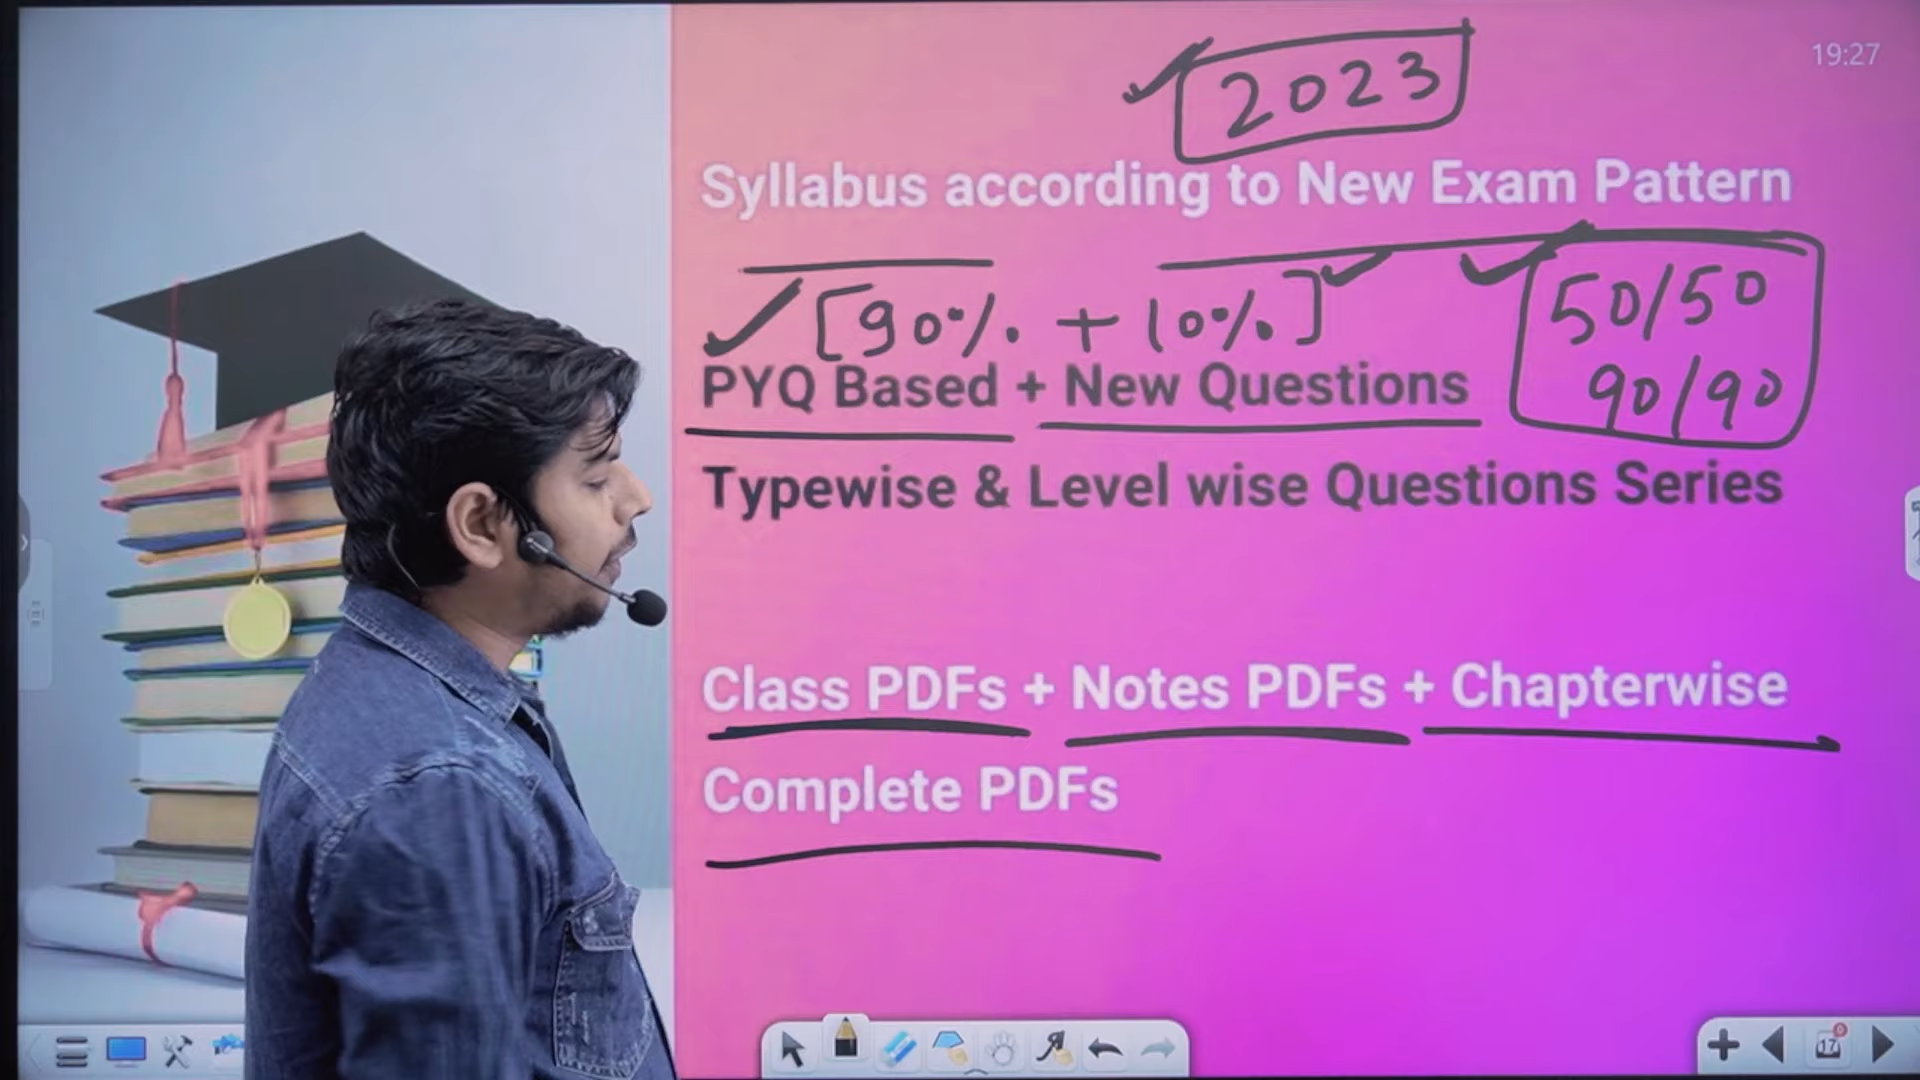 19:27
2023
Syllabus according to New Exam Pattern
[90% + 10%]
50/50
90/90
PYQ Based + New Questions
Typewise & Level wise Questions Series
Class PDFs + Notes PDFs + Chapterwise
Complete PDFs
17